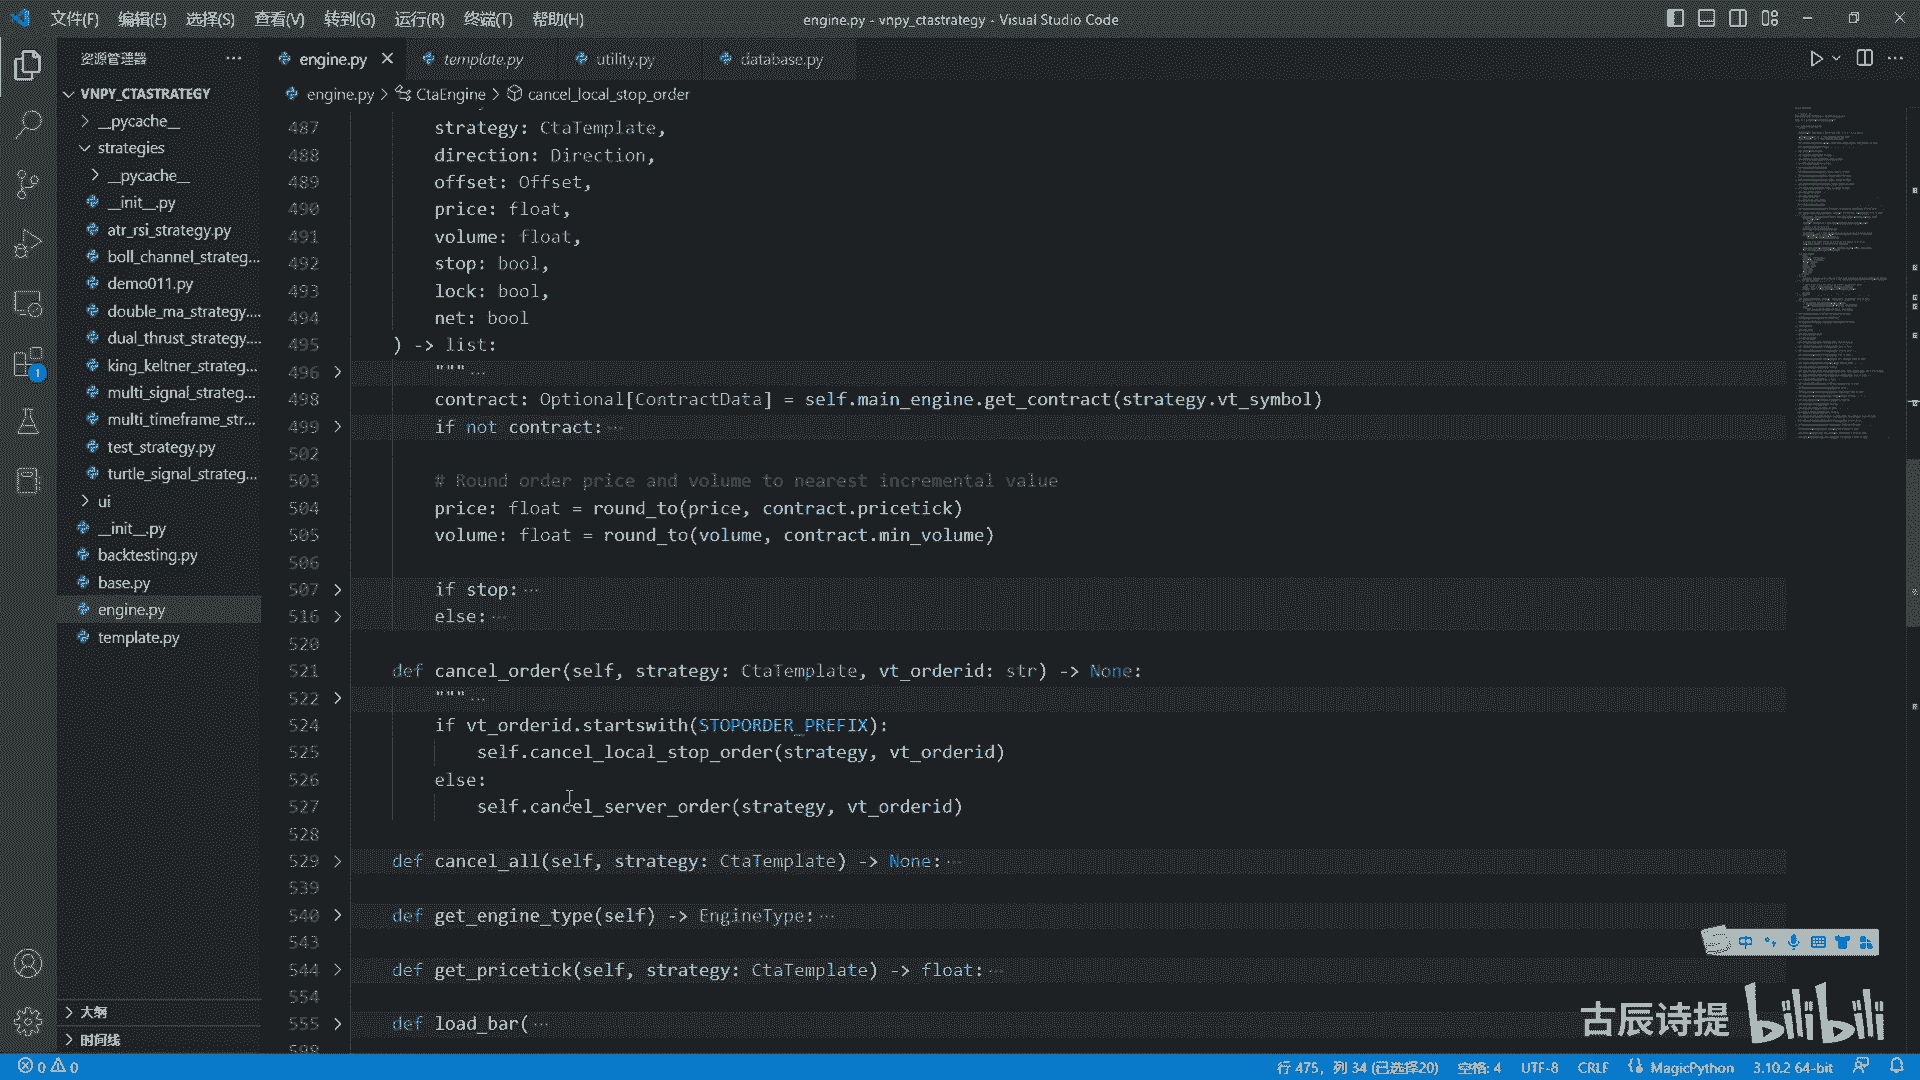 文件(F) 编辑(E) 选择(S) 查看(V) 转到(G) 运行(R) 终端(T) 帮助(H)
engine.py - vnpy_ctastrategy - Visual Studio Code
资源管理器
engine.py template.py utility.py database.py
engine.py > CtaEngine > cancel_local_stop_order
VNPY_CTASTRATEGY
__pycache__
strategies
__pycache__
__init__.py
atr_rsi_strategy.py
boll_channel_strateg...
demo011.py
double_ma_strategy....
dual_thrust_strategy....
king_keltner_strateg...
multi_signal_strateg...
multi_timeframe_str...
test_strategy.py
turtle_signal_strateg...
ui
__init__.py
backtesting.py
base.py
engine.py
template.py
大纲
时间线
1
487 strategy: CtaTemplate,
488 direction: Direction,
489 offset: Offset,
490 price: float,
491 volume: float,
492 stop: bool,
493 lock: bool,
494 net: bool
495 ) -> list:
496 """ ...
498 contract: Optional[ContractData] = self.main_engine.get_contract(strategy.vt_symbol)
499 if not contract: ...
502
503 # Round order price and volume to nearest incremental value
504 price: float = round_to(price, contract.pricetick)
505 volume: float = round_to(volume, contract.min_volume)
506
507 if stop: ...
516 else: ...
520
521 def cancel_order(self, strategy: CtaTemplate, vt_orderid: str) -> None:
522 """ ...
524 if vt_orderid.startswith(STOPORDER_PREFIX):
525 self.cancel_local_stop_order(strategy, vt_orderid)
526 else:
527 self.cancel_server_order(strategy, vt_orderid)
528
529 def cancel_all(self, strategy: CtaTemplate) -> None: ...
539
540 def get_engine_type(self) -> EngineType: ...
543
544 def get_pricetick(self, strategy: CtaTemplate) -> float: ...
554
555 def load_bar( ...
598
中
古辰诗提 bilibili
0 0 行 475，列 34 (已选择20) 空格: 4 UTF-8 CRLF MagicPython 3.10.2 64-bit